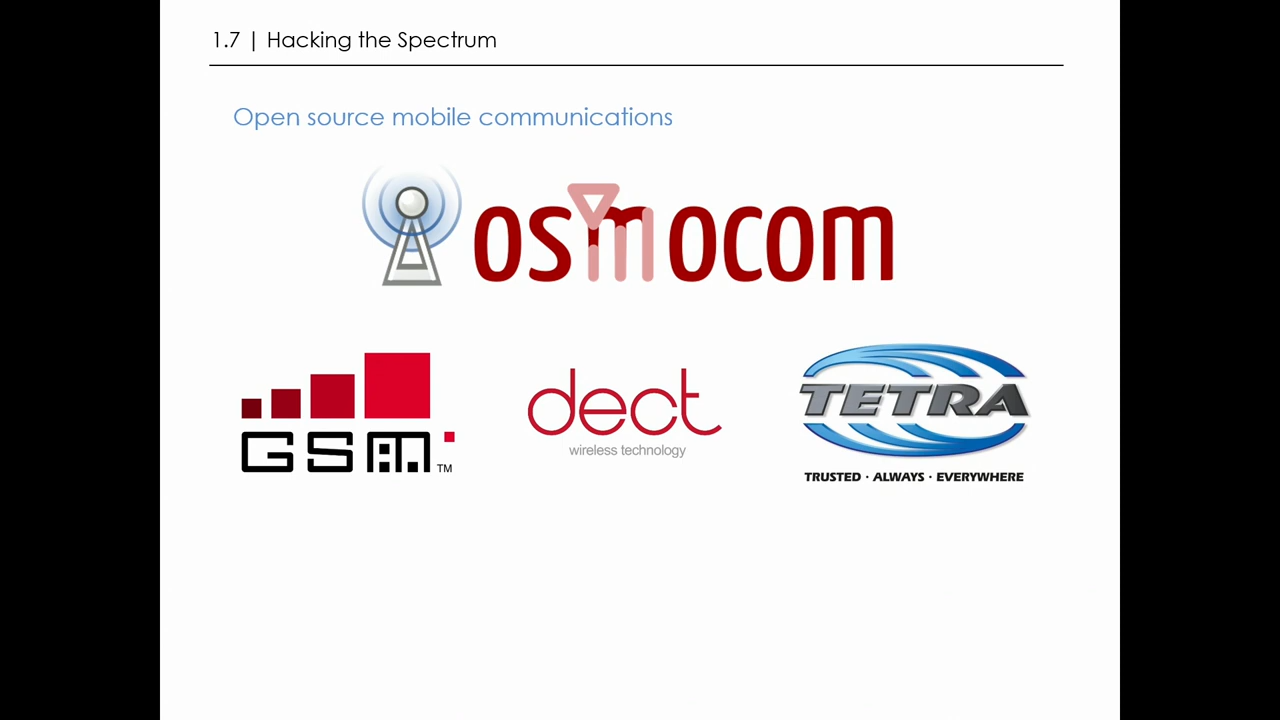 1.7 | Hacking the Spectrum
Open source mobile communications
osmocom
GSM™
dect
wireless technology
TETRA
TRUSTED · ALWAYS · EVERYWHERE